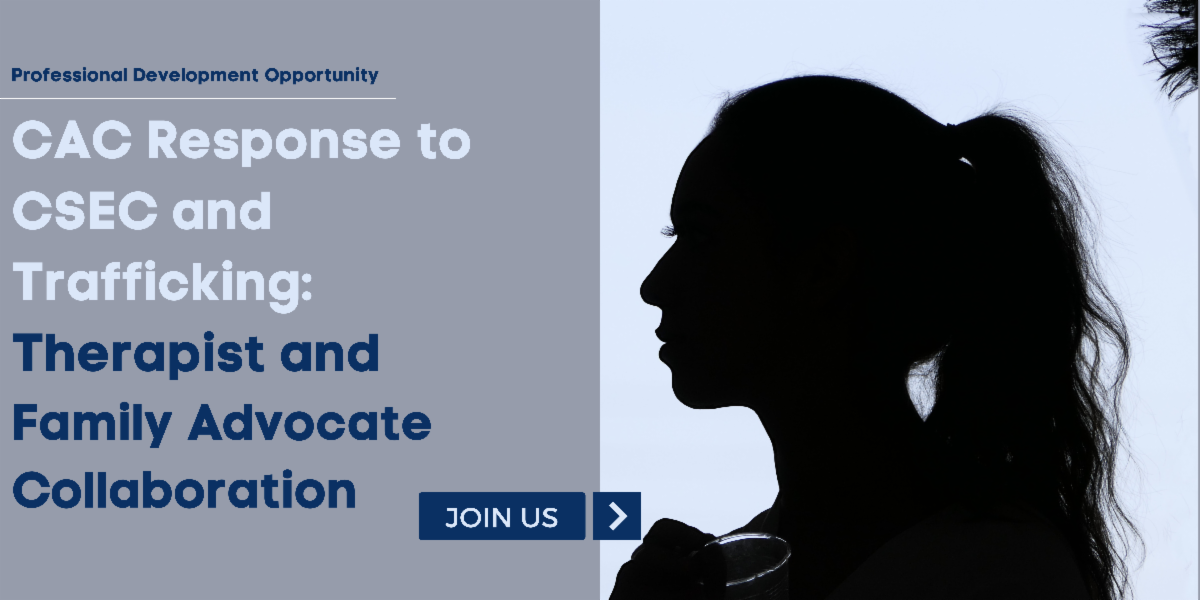 Professional Development Opportunity
CAC Response to
CSEC and
Trafficking:
Therapist and
Family Advocate
Collaboration
JOIN US